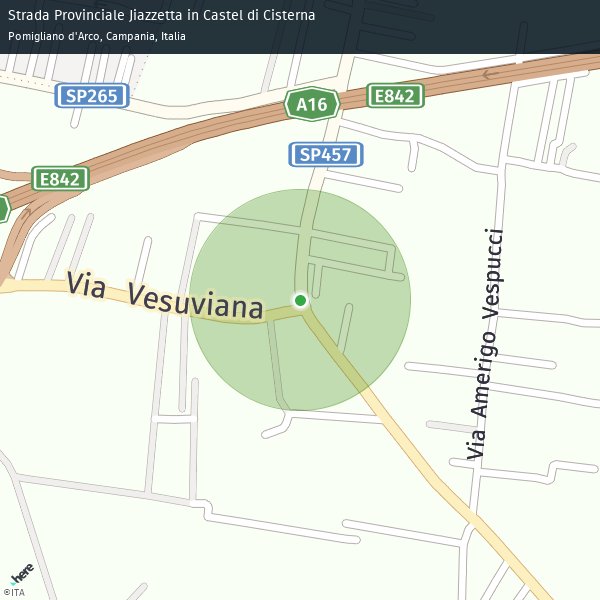 Strada Provinciale Jiazzetta in Castel di Cisterna
Pomigliano d'Arco, Campania, Italia
SP265
A16
E842
SP457
E842
Via Vesuviana
Via Amerigo Vespucci
here
©ITA